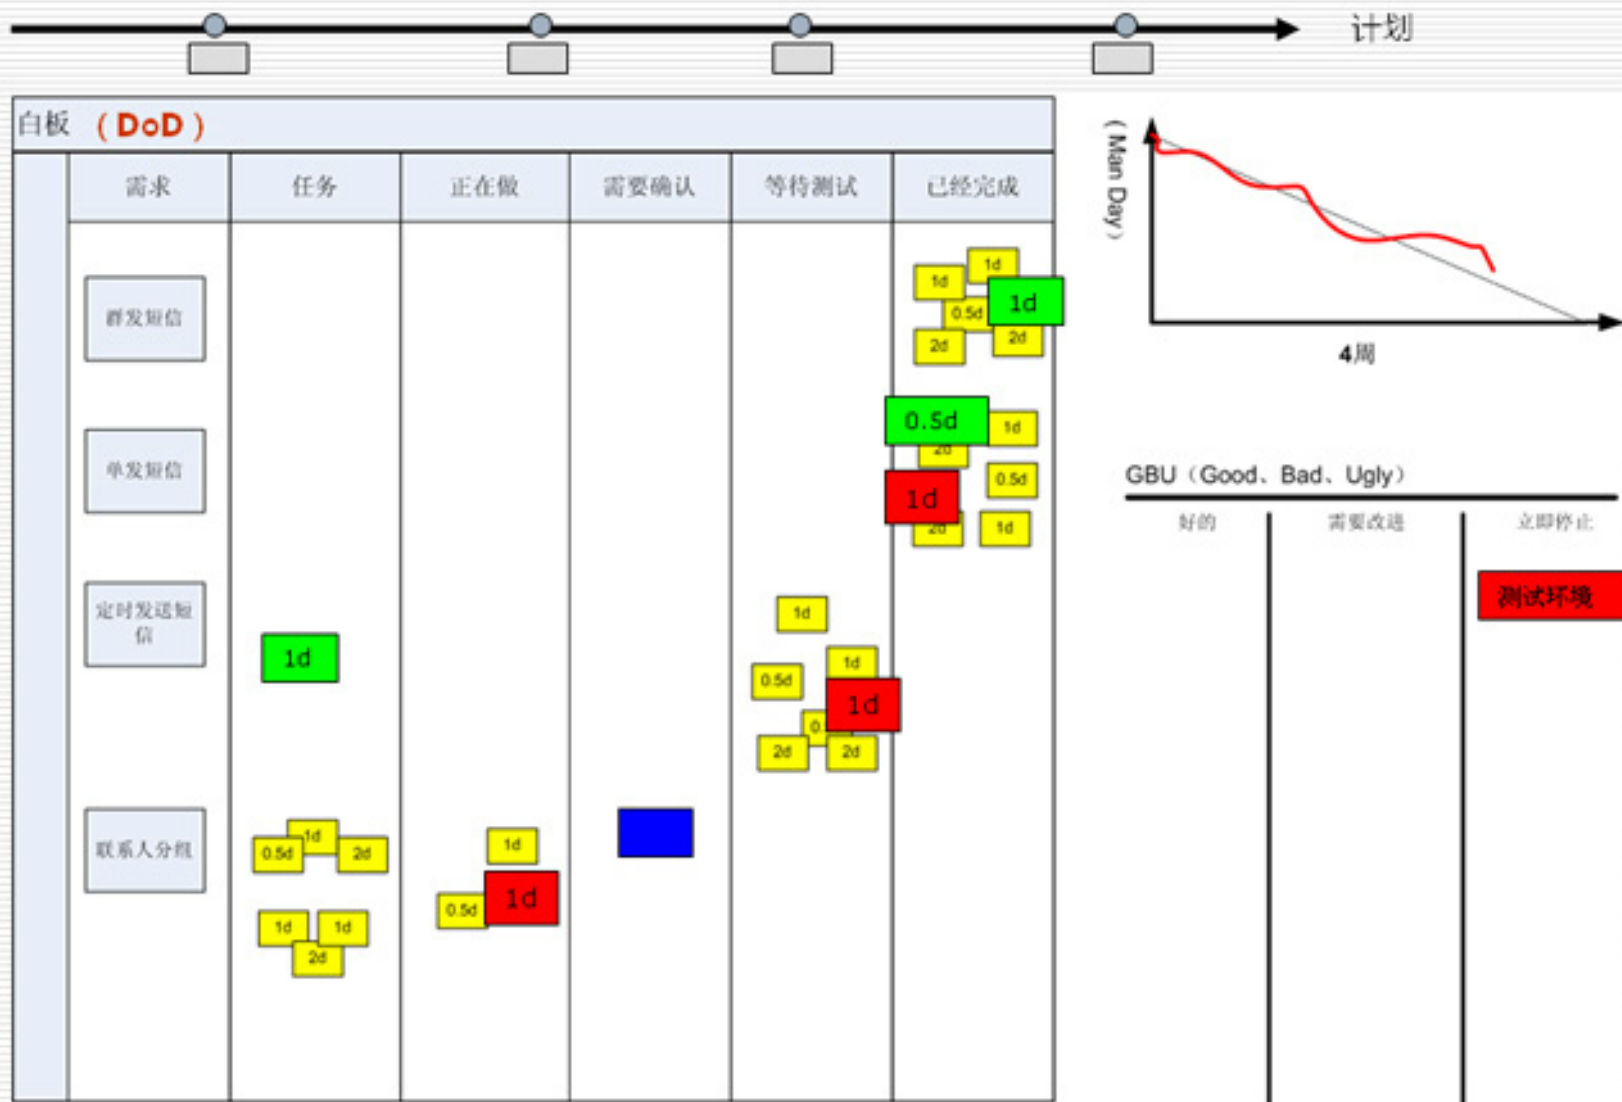 计划
白板 （DoD）
需求 任务 正在做 需要确认 等待测试 已经完成
群发短信
1d
1d
1d
0.5d
2d
2d
单发短信
0.5d
1d
2d
0.5d
1d
2d
1d
定时发送短
信
1d
1d
1d
0.5d
1d
0.
2d
2d
联系人分组
1d
0.5d
2d
1d
1d
2d
1d
0.5d
1d
（Man Day）
4周
GBU（Good、Bad、Ugly）
好的 需要改进 立即停止
测试环境